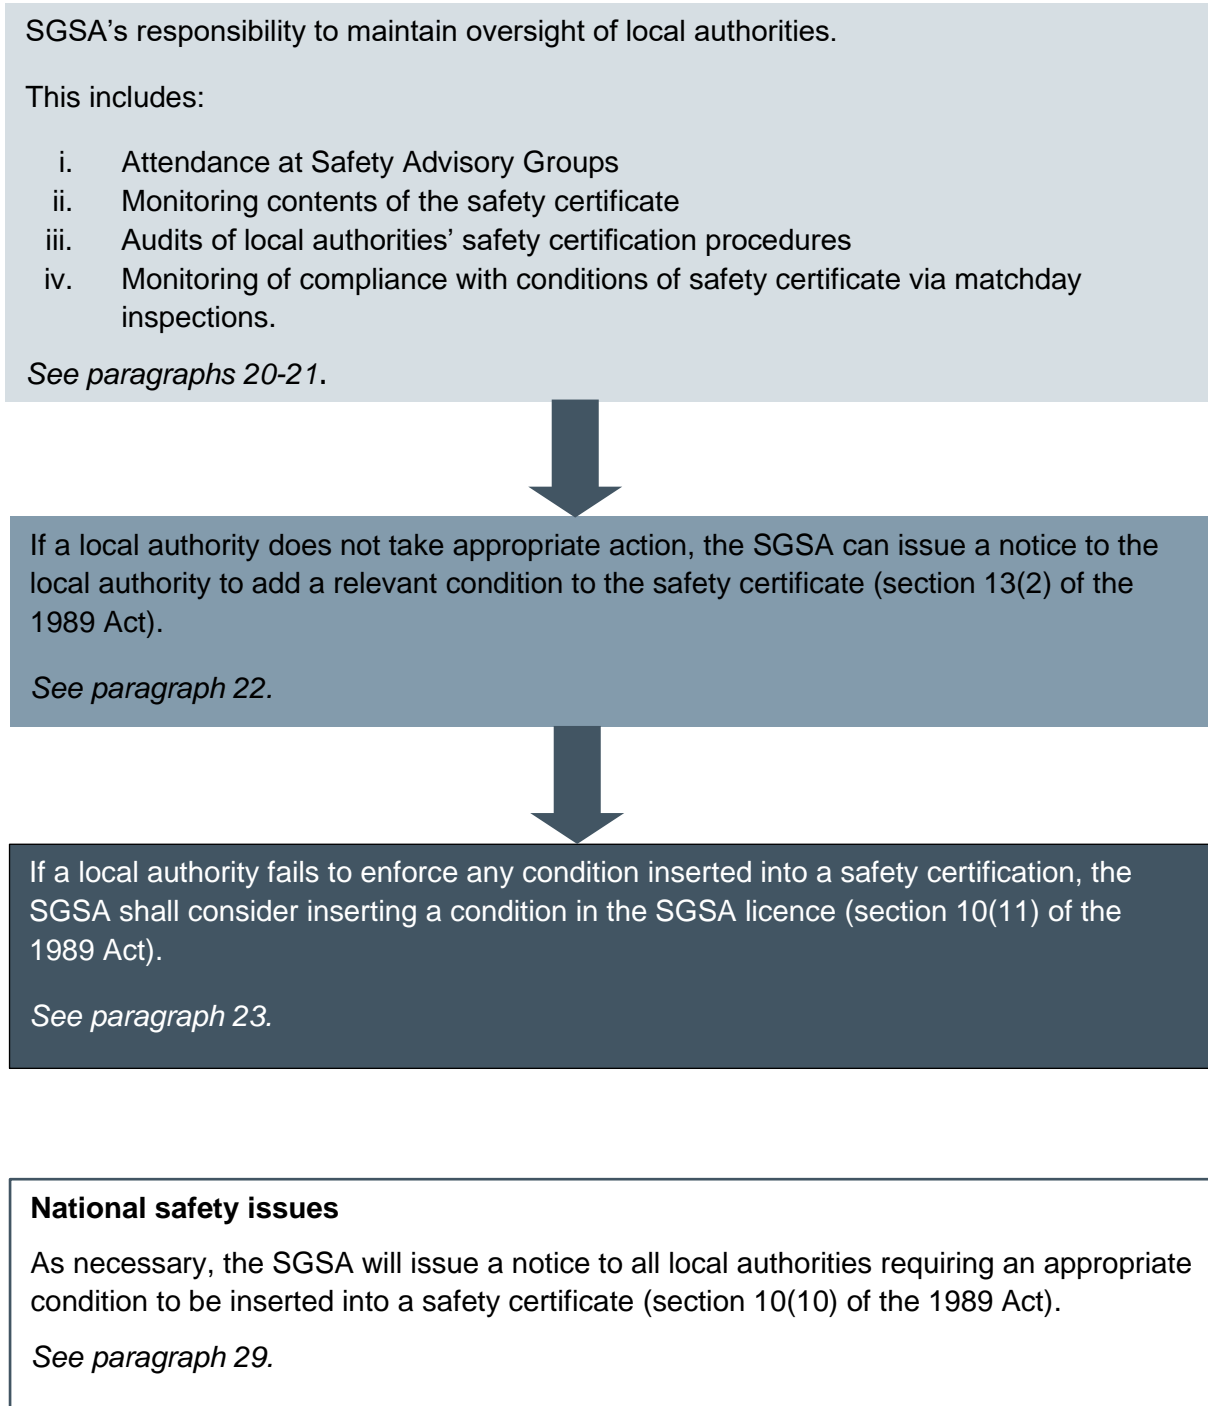 SGSA’s responsibility to maintain oversight of local authorities.
This includes:
i. Attendance at Safety Advisory Groups
ii. Monitoring contents of the safety certificate
iii. Audits of local authorities’ safety certification procedures
iv. Monitoring of compliance with conditions of safety certificate via matchday
inspections.
See paragraphs 20-21.
If a local authority does not take appropriate action, the SGSA can issue a notice to the
local authority to add a relevant condition to the safety certificate (section 13(2) of the
1989 Act).
See paragraph 22.
If a local authority fails to enforce any condition inserted into a safety certification, the
SGSA shall consider inserting a condition in the SGSA licence (section 10(11) of the
1989 Act).
See paragraph 23.
National safety issues
As necessary, the SGSA will issue a notice to all local authorities requiring an appropriate
condition to be inserted into a safety certificate (section 10(10) of the 1989 Act).
See paragraph 29.